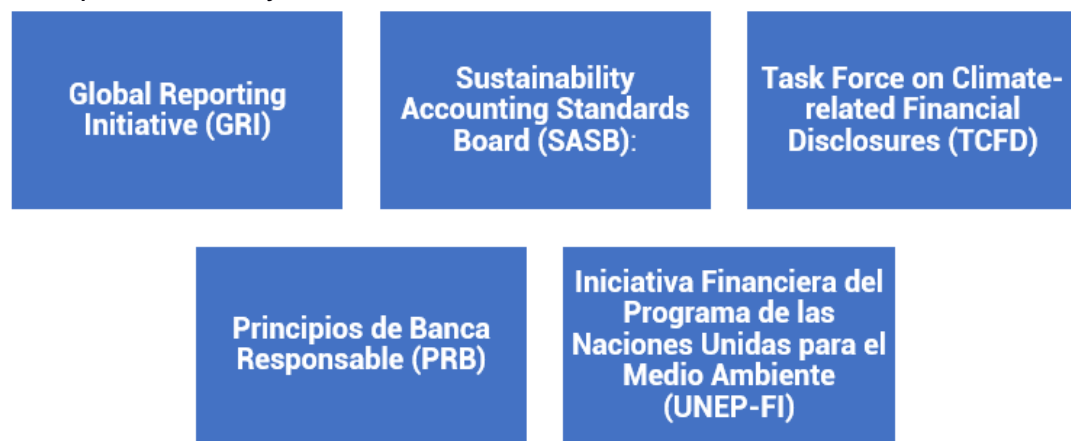 Global Reporting
Initiative (GRI)
Sustainability
Accounting Standards
Board (SASB):
Task Force on Climate-
related Financial
Disclosures (TCFD)
Principios de Banca
Responsable (PRB)
Iniciativa Financiera del
Programa de las
Naciones Unidas para el
Medio Ambiente
(UNEP-FI)